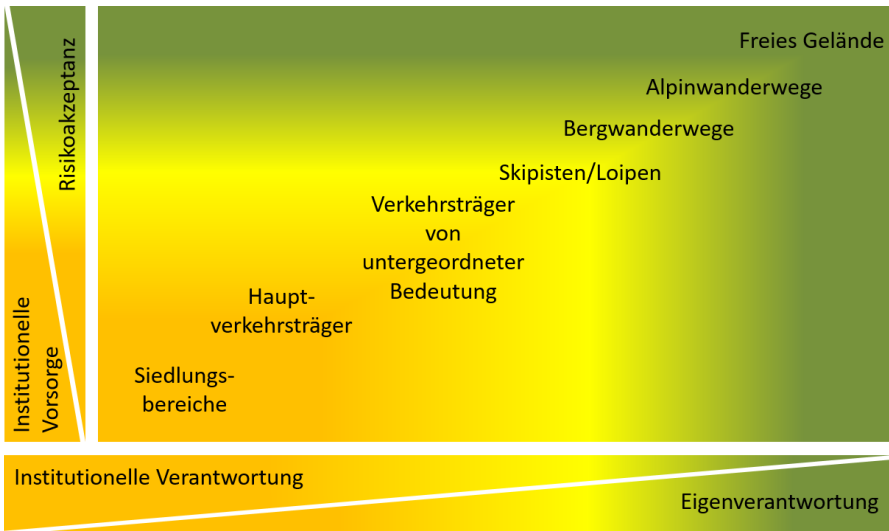 Freies Gelände
Alpinwanderwege
Bergwanderwege
Skipisten/Loipen
Verkehrsträger
von
untergeordneter
Bedeutung
Haupt-
verkehrsträger
Siedlungs-
bereiche
Risikoakzeptanz
Institutionelle
Vorsorge
Institutionelle Verantwortung
Eigenverantwortung